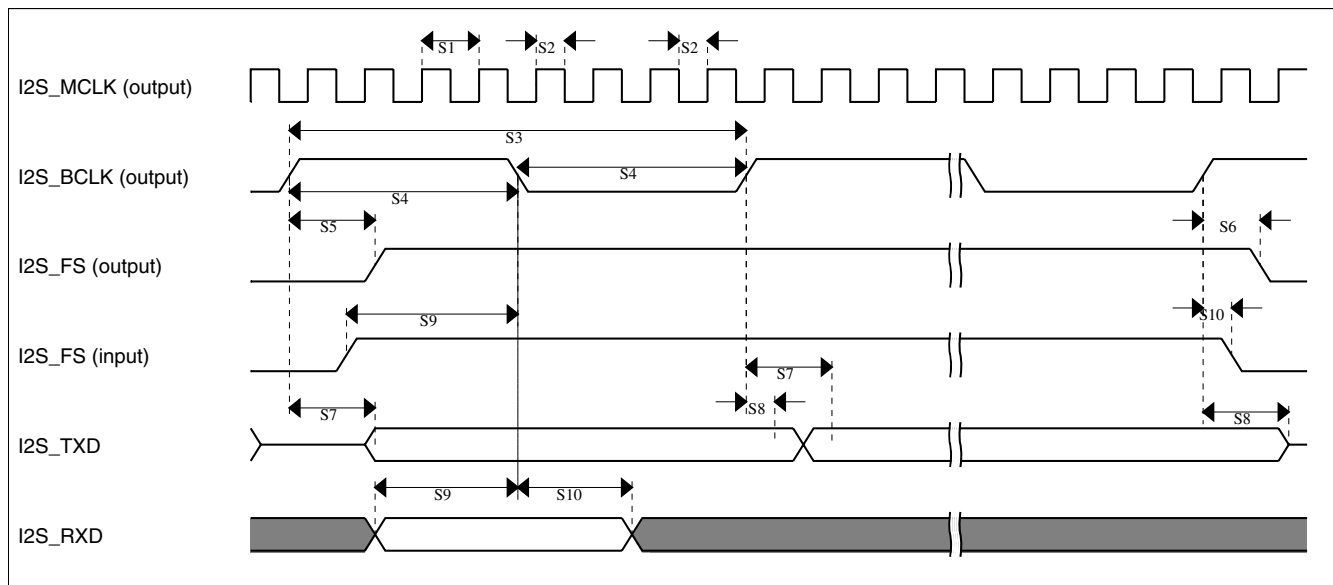 S1 S2 S2
I2S_MCLK (output)
S3
I2S_BCLK (output)
S4
S4
S5 S6
I2S_FS (output)
S9 S10
I2S_FS (input)
S7
S7 S8 S8
I2S_TXD
S9 S10
I2S_RXD